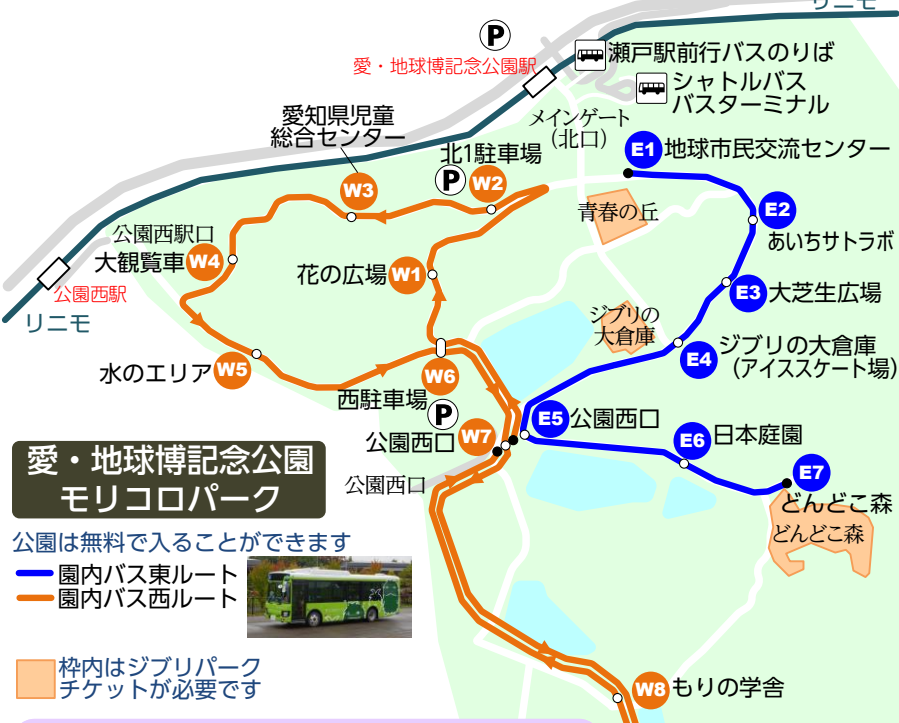 リニモ
P
瀬戸駅前行バスのりば
愛・地球博記念公園駅
シャトルバス
バスターミナル
愛知県児童
総合センター
メインゲート
(北口)
北1駐車場
E1 地球市民交流センター
P
W2
W3
青春の丘
E2
あいちサトラボ
公園西駅口
大観覧車 W4
花の広場 W1
E3 大芝生広場
公園西駅
リニモ
ジブリの
大倉庫
E4 ジブリの大倉庫
(アイススケート場)
水のエリア W5
W6
西駐車場
P
E5 公園西口
公園西口 W7
E6 日本庭園
愛・地球博記念公園
モリコロパーク
公園西口
E7
どんどこ森
どんどこ森
公園は無料で入ることができます
園内バス東ルート
園内バス西ルート
枠内はジブリパーク
チケットが必要です
W8 もりの学舎